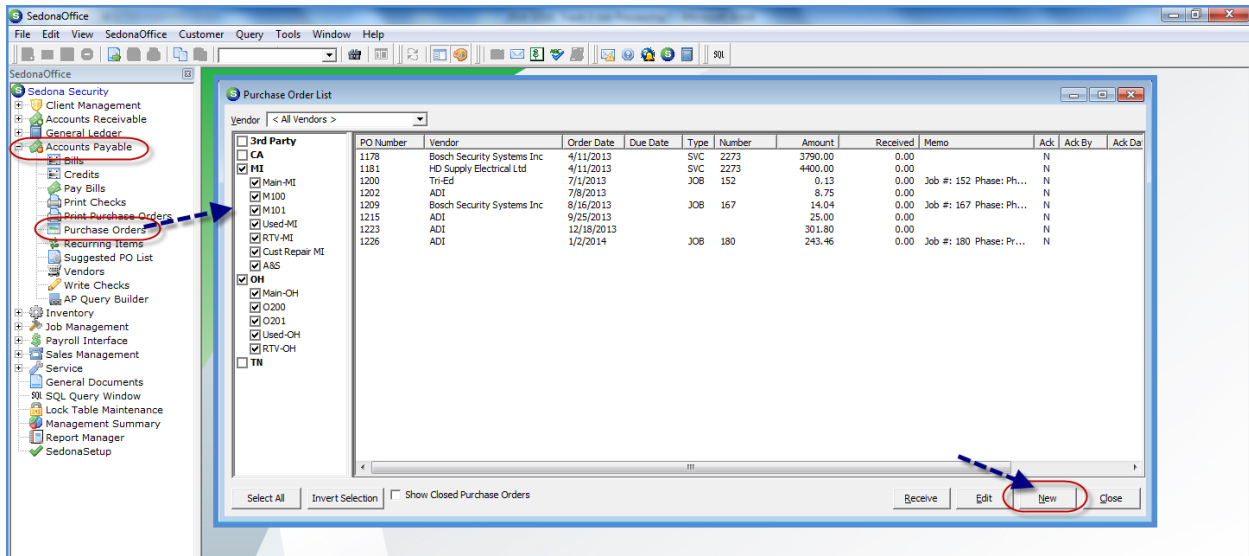 SedonaOffice
File Edit View SedonaOffice Customer Query Tools Window Help
SQL
SedonaOffice
Sedona Security
Client Management
Accounts Receivable
General Ledger
Accounts Payable
Bills
Credits
Pay Bills
Print Checks
Print Purchase Orders
Purchase Orders
Recurring Items
Suggested PO List
Vendors
Write Checks
AP Query Builder
Inventory
Job Management
Payroll Interface
Sales Management
Service
General Documents
SQL SQL Query Window
Lock Table Maintenance
Management Summary
Report Manager
SedonaSetup
Purchase Order List
Vendor < All Vendors >
3rd Party
CA
MI
Main-MI
M100
M101
Used-MI
RTV-MI
Cust Repair MI
A&S
OH
Main-OH
O200
O201
Used-OH
RTV-OH
TN
PO Number Vendor Order Date Due Date Type Number Amount Received Memo Ack Ack By Ack Da
1178 Bosch Security Systems Inc 4/11/2013 SVC 2273 3790.00 0.00 N
1181 HD Supply Electrical Ltd 4/11/2013 SVC 2273 4400.00 0.00 N
1200 Tri-Ed 7/1/2013 JOB 152 0.13 0.00 Job #: 152 Phase: Ph... N
1202 ADI 7/8/2013 8.75 0.00 N
1209 Bosch Security Systems Inc 8/16/2013 JOB 167 14.04 0.00 Job #: 167 Phase: Ph... N
1215 ADI 9/25/2013 25.00 0.00 N
1223 ADI 12/18/2013 301.80 0.00 N
1226 ADI 1/2/2014 JOB 180 243.46 0.00 Job #: 180 Phase: Pr... N
Select All Invert Selection Show Closed Purchase Orders Receive Edit New Close